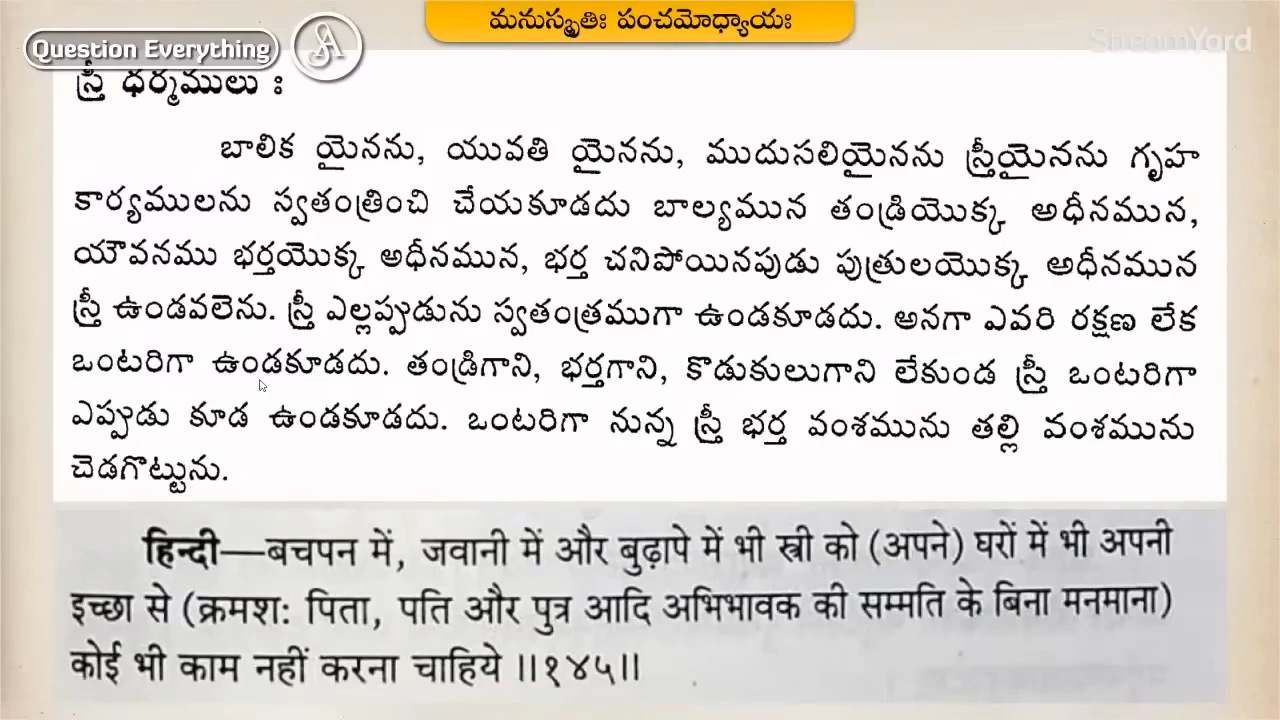 మనుస్మృతిః పంచమోధ్యాయః
Question Everything
StreamYard
స్త్రీ ధర్మములు :
బాలిక యైనను, యువతి యైనను, ముదుసలియైనను స్త్రీయైనను గృహ
కార్యములను స్వతంత్రించి చేయకూడదు బాల్యమున తండ్రియొక్క అధీనమున,
యౌవనము భర్తయొక్క అధీనమున, భర్త చనిపోయినపుడు పుత్రులయొక్క అధీనమున
స్త్రీ ఉండవలెను. స్త్రీ ఎల్లప్పుడును స్వతంత్రముగా ఉండకూడదు. అనగా ఎవరి రక్షణ లేక
ఒంటరిగా ఉండకూడదు. తండ్రిగాని, భర్తగాని, కొడుకులుగాని లేకుండ స్త్రీ ఒంటరిగా
ఎప్పుడు కూడ ఉండకూడదు. ఒంటరిగా నున్న స్త్రీ భర్త వంశమును తల్లి వంశమును
చెడగొట్టును.
हिन्दी—बचपन में, जवानी में और बुढ़ापे में भी स्त्री को (अपने) घरों में भी अपनी
इच्छा से (क्रमशः पिता, पति और पुत्र आदि अभिभावक की सम्मति के बिना मनमाना)
कोई भी काम नहीं करना चाहिये ॥१४५॥